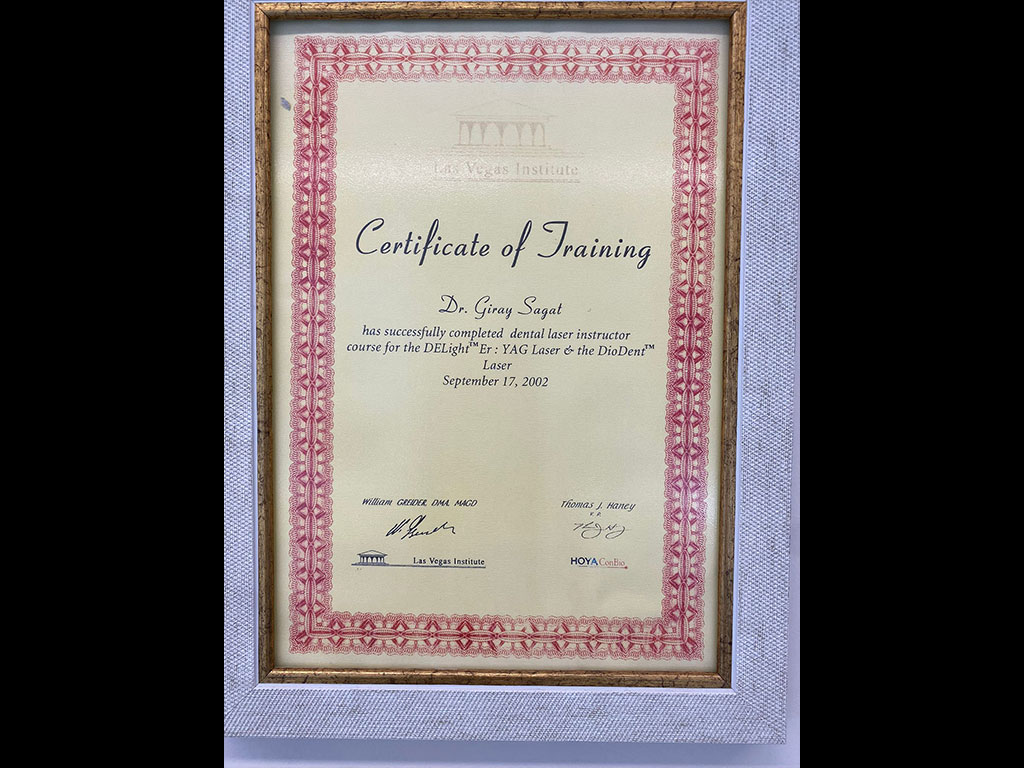 Las Vegas Institute
Certificate of Training
Dr. Giray Sagat
has successfully completed dental laser instructor
course for the DELight™ Er : YAG Laser & the DioDent™
Laser
September 17, 2002
William GREIDER, DMA, MAGD
Thomas J. Haney
V. P.
Las Vegas Institute
HOYA ConBio